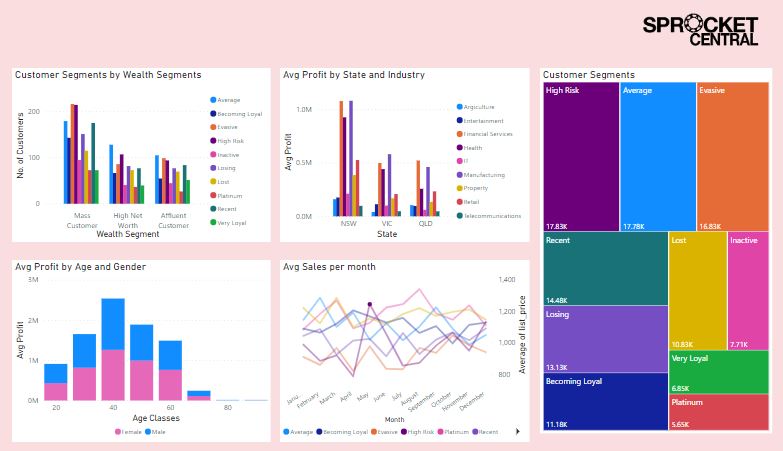 SPROCKET
CENTRAL
Customer Segments by Wealth Segments
No. of Customers
200
100
0
Mass
Customer
High Net
Worth
Affluent
Customer
Wealth Segment
Average
Becoming Loyal
Evasive
High Risk
Inactive
Losing
Lost
Platinum
Recent
Very Loyal
Avg Profit by State and Industry
Avg Profit
1.0M
0.5M
0.0M
NSW
VIC
QLD
State
Argiculture
Entertainment
Financial Services
Health
IT
Manufacturing
Property
Retail
Telecommunications
Customer Segments
High Risk
17.83K
Average
17.78K
Evasive
16.83K
Recent
14.48K
Lost
10.83K
Inactive
7.71K
Losing
13.13K
Very Loyal
6.85K
Becoming Loyal
11.18K
Platinum
5.65K
Avg Profit by Age and Gender
Avg Profit
3M
2M
1M
0M
20
40
60
80
Age Classes
Female
Male
Avg Sales per month
1,400
1,200
1,000
800
Average of list_price
Janu...
February
March
April
May
June
July
August
September
October
November
December
Month
Average
Becoming Loyal
Evasive
High Risk
Platinum
Recent